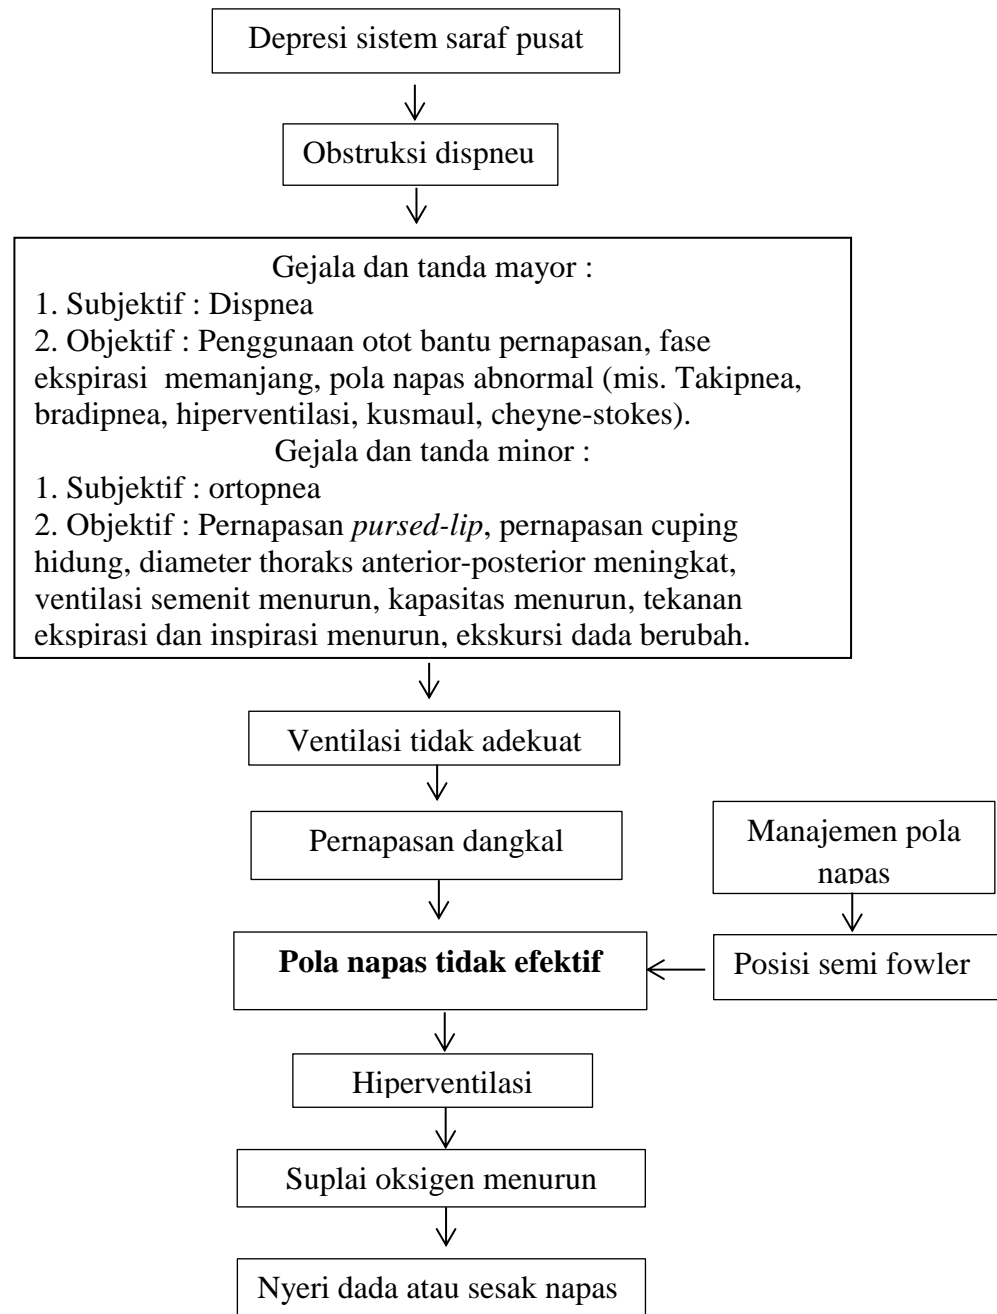 Depresi sistem saraf pusat
Obstruksi dispneu
Gejala dan tanda mayor :
1. Subjektif : Dispnea
2. Objektif : Penggunaan otot bantu pernapasan, fase
ekspirasi memanjang, pola napas abnormal (mis. Takipnea,
bradipnea, hiperventilasi, kusmaul, cheyne-stokes).
Gejala dan tanda minor :
1. Subjektif : ortopnea
2. Objektif : Pernapasan pursed-lip, pernapasan cuping
hidung, diameter thoraks anterior-posterior meningkat,
ventilasi semenit menurun, kapasitas menurun, tekanan
ekspirasi dan inspirasi menurun, ekskursi dada berubah.
Ventilasi tidak adekuat
Pernapasan dangkal
Manajemen pola
napas
Pola napas tidak efektif
Posisi semi fowler
Hiperventilasi
Suplai oksigen menurun
Nyeri dada atau sesak napas